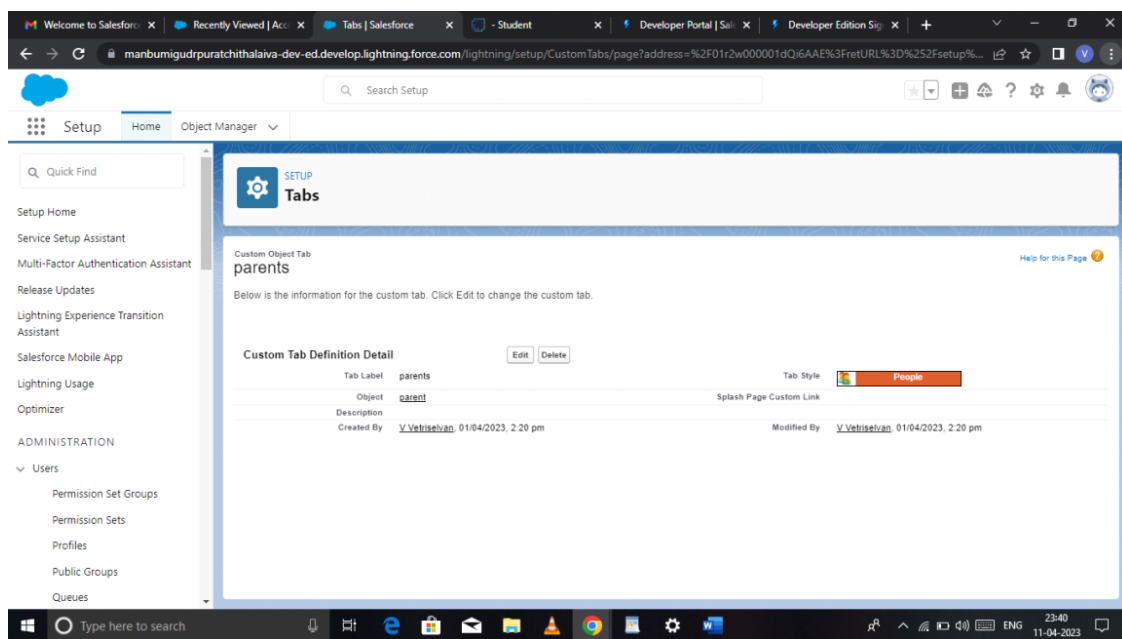 Welcome to Salesforc
Recently Viewed | Acc
Tabs | Salesforce
- Student
Developer Portal | Sale
Developer Edition Sig
manbumigudrpuratchithalaiva-dev-ed.develop.lightning.force.com/lightning/setup/CustomTabs/page?address=%2F01r2w000001dQi6AAE%3FretURL%3D%252Fsetup%...
V
Search Setup
Setup
Home
Object Manager
Quick Find
Setup Home
Service Setup Assistant
Multi-Factor Authentication Assistant
Release Updates
Lightning Experience Transition
Assistant
Salesforce Mobile App
Lightning Usage
Optimizer
ADMINISTRATION
Users
Permission Set Groups
Permission Sets
Profiles
Public Groups
Queues
SETUP
Tabs
Custom Object Tab
parents
Help for this Page
Below is the information for the custom tab. Click Edit to change the custom tab.
Custom Tab Definition Detail Edit Delete
Tab Label parents Tab Style People
Object parent Splash Page Custom Link
Description
Created By V Vetriselvan, 01/04/2023, 2:20 pm Modified By V Vetriselvan, 01/04/2023, 2:20 pm
Type here to search
ENG
23:40
11-04-2023